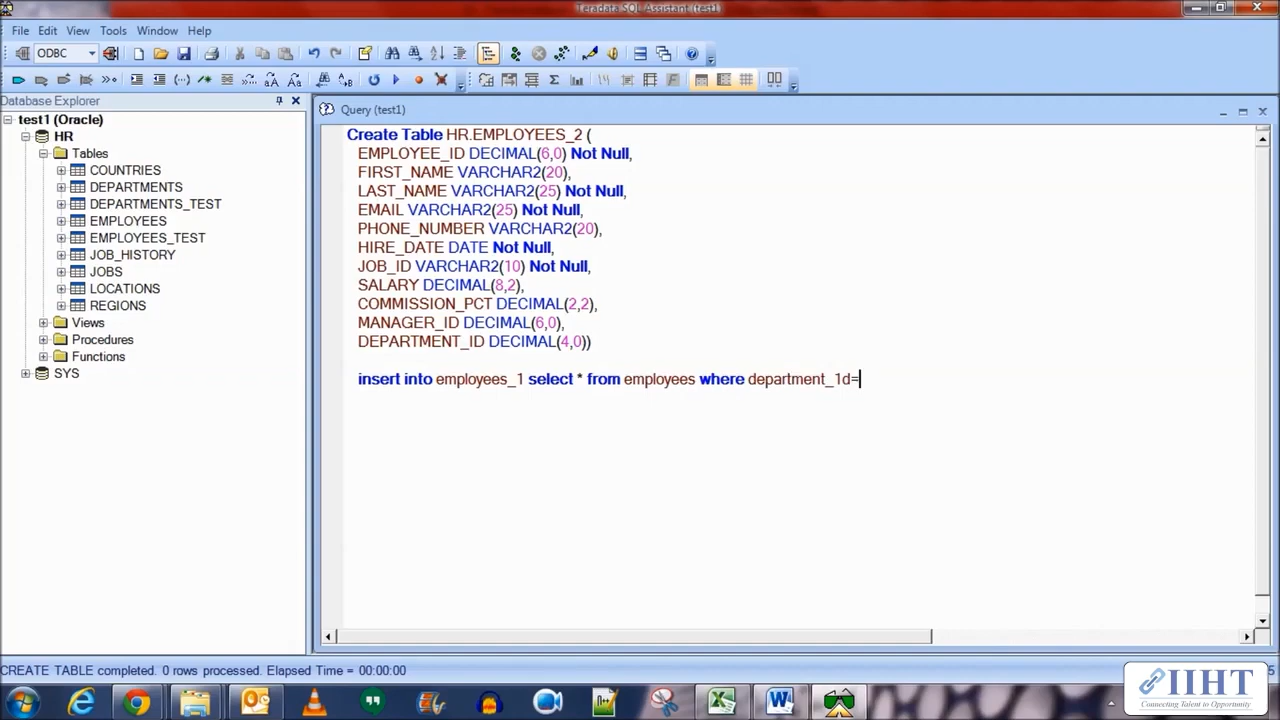 Teradata SQL Assistant (test1)
File Edit View Tools Window Help
ODBC
Database Explorer
Query (test1)
test1 (Oracle)
HR
Tables
COUNTRIES
DEPARTMENTS
DEPARTMENTS_TEST
EMPLOYEES
EMPLOYEES_TEST
JOB_HISTORY
JOBS
LOCATIONS
REGIONS
Views
Procedures
Functions
SYS
Create Table HR.EMPLOYEES_2 (
EMPLOYEE_ID DECIMAL(6,0) Not Null,
FIRST_NAME VARCHAR2(20),
LAST_NAME VARCHAR2(25) Not Null,
EMAIL VARCHAR2(25) Not Null,
PHONE_NUMBER VARCHAR2(20),
HIRE_DATE DATE Not Null,
JOB_ID VARCHAR2(10) Not Null,
SALARY DECIMAL(8,2),
COMMISSION_PCT DECIMAL(2,2),
MANAGER_ID DECIMAL(6,0),
DEPARTMENT_ID DECIMAL(4,0))
insert into employees_1 select * from employees where department_1d=
CREATE TABLE completed. 0 rows processed. Elapsed Time = 00:00:00
IIHT
Connecting Talent to Opportunity